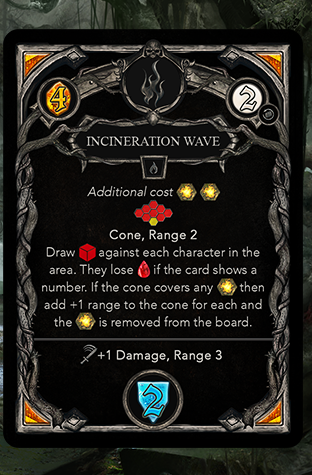 4 2
INCINERATION WAVE
Additional cost
Cone, Range 2
Draw against each character in the
area. They lose if the card shows a
number. If the cone covers any then
add +1 range to the cone for each and
the is removed from the board.
+1 Damage, Range 3
2